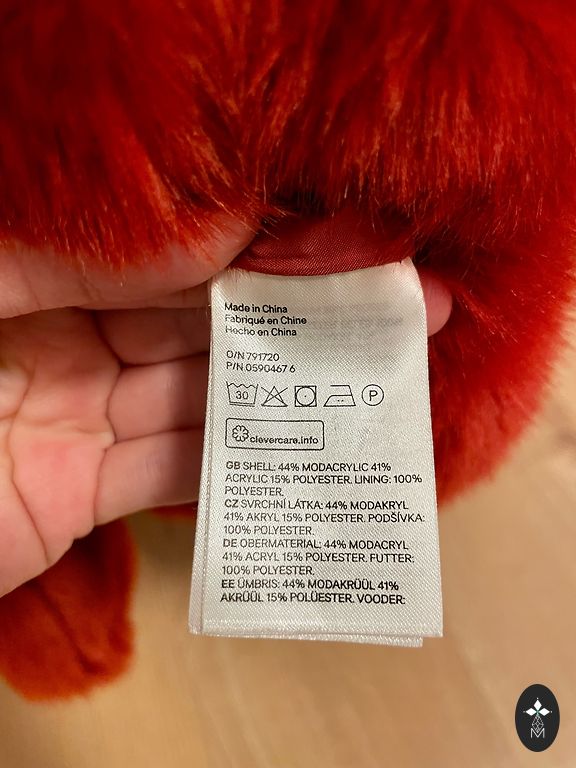 Made in China
Fabriqué en Chine
Hecho en China
O/N 791720
P/N 0590467 6
30
P
clevercare.info
GB SHELL: 44% MODACRYLIC 41%
ACRYLIC 15% POLYESTER. LINING: 100%
POLYESTER.
CZ SVRCHNÍ LÁTKA: 44% MODAKRYL
41% AKRYL 15% POLYESTER. PODŠÍVKA:
100% POLYESTER.
DE OBERMATERIAL: 44% MODACRYL
41% ACRYL 15% POLYESTER. FUTTER:
100% POLYESTER.
EE ÜMBRIS: 44% MODAKRÜÜL 41%
AKRÜÜL 15% POLÜESTER. VOODER:
M